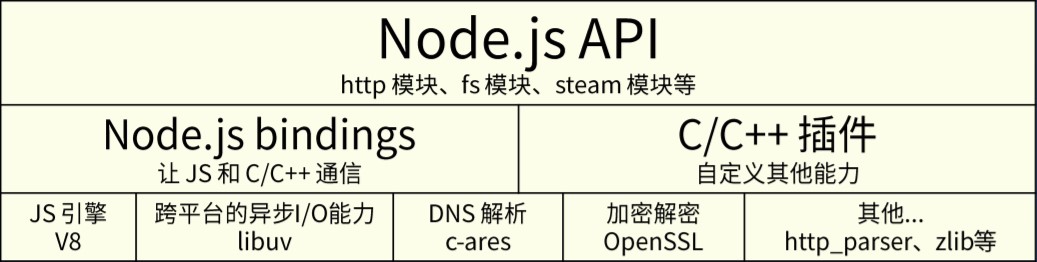 Node.js API
http 模块、fs 模块、steam 模块等
Node.js bindings
让 JS 和 C/C++ 通信
C/C++ 插件
自定义其他能力
JS 引擎
V8
跨平台的异步I/O能力
libuv
DNS 解析
c-ares
加密解密
OpenSSL
其他...
http_parser、zlib等